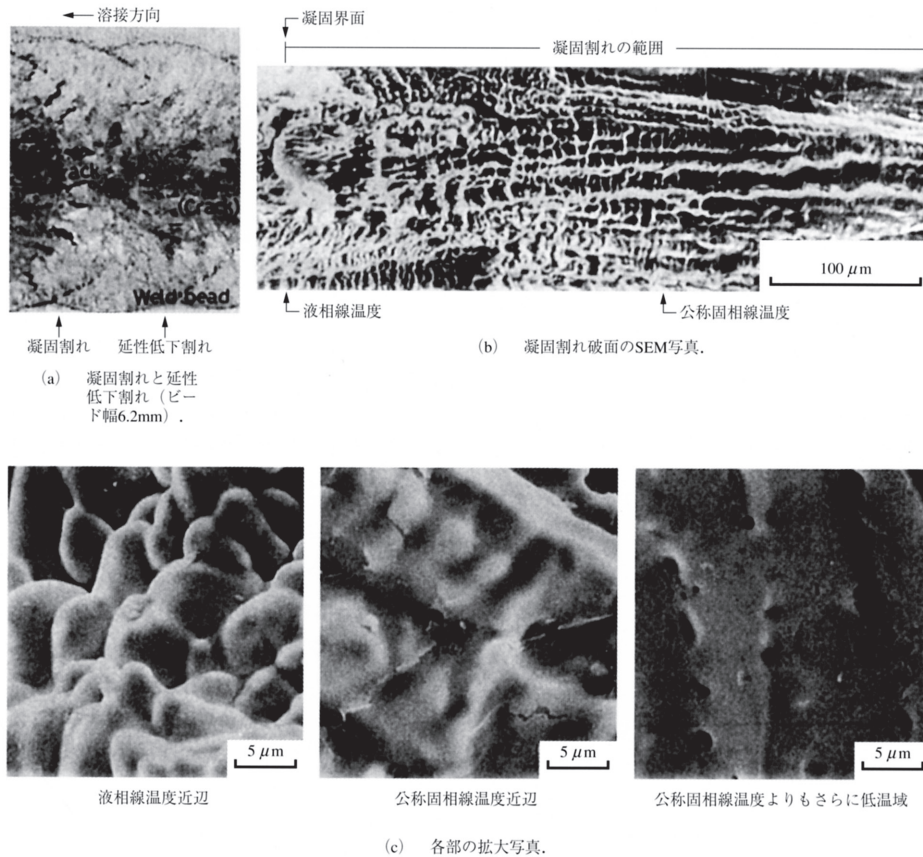 溶接方向
凝固割れ
延性低下割れ
(a) 凝固割れと延性
低下割れ(ビー
ド幅6.2mm).
Weld bead
凝固界面
凝固割れの範囲
100 μm
液相線温度
公称固相線温度
(b) 凝固割れ破面のSEM写真.
5 μm
5 μm
5 μm
液相線温度近辺
公称固相線温度近辺
公称固相線温度よりもさらに低温域
(c) 各部の拡大写真.